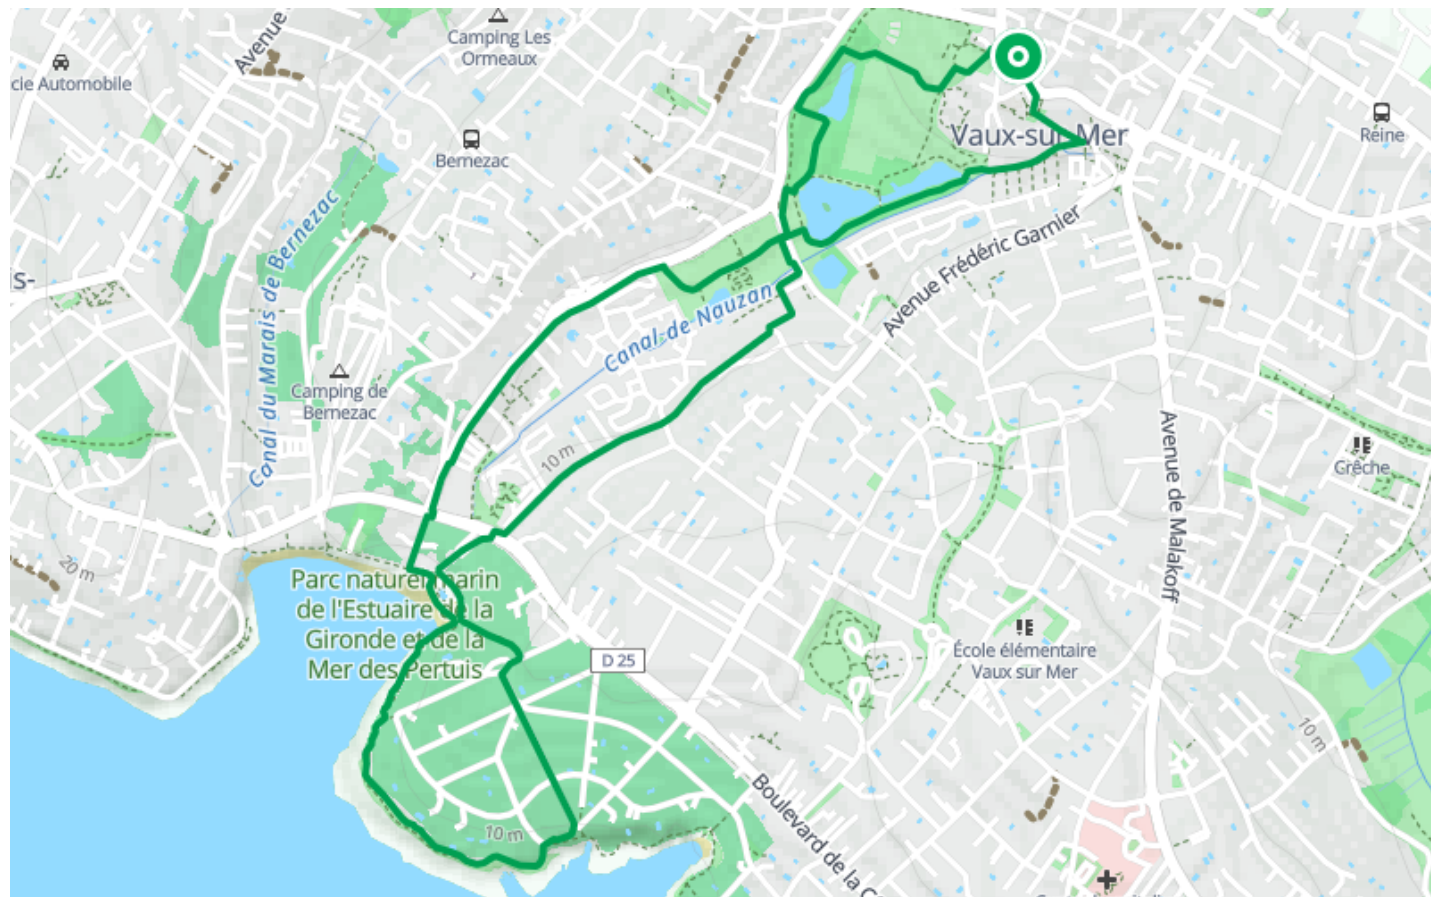 Avenue
Camping Les
Ormeaux
cle Automobile
Bernezac
Vaux-sur-Mer
Reine
Canal du Marais de Bernezac
Avenue Frédéric Garnier
Canal de Nauzan
is-
Camping de
Bernezac
10 m
Avenue de Malakoff
Grêche
20 m
Parc naturel marin
de l'Estuaire de la
Gironde et de la
Mer des Pertuis
D 25
École élémentaire
Vaux sur Mer
10 m
Boulevard de la
10 m